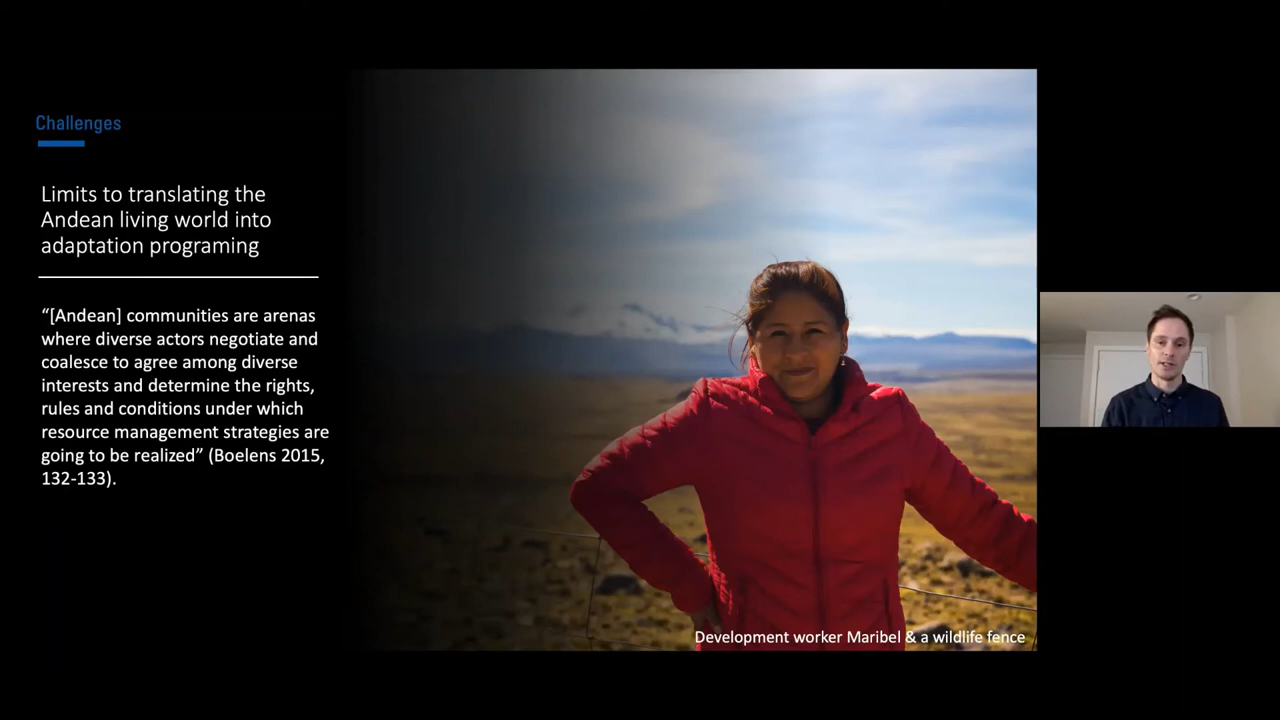 Challenges
Limits to translating the
Andean living world into
adaptation programing
“[Andean] communities are arenas
where diverse actors negotiate and
coalesce to agree among diverse
interests and determine the rights,
rules and conditions under which
resource management strategies are
going to be realized” (Boelens 2015,
132-133).
Development worker Maribel & a wildlife fence